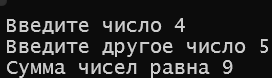 Введите число 4
Введите другое число 5
Сумма чисел равна 9